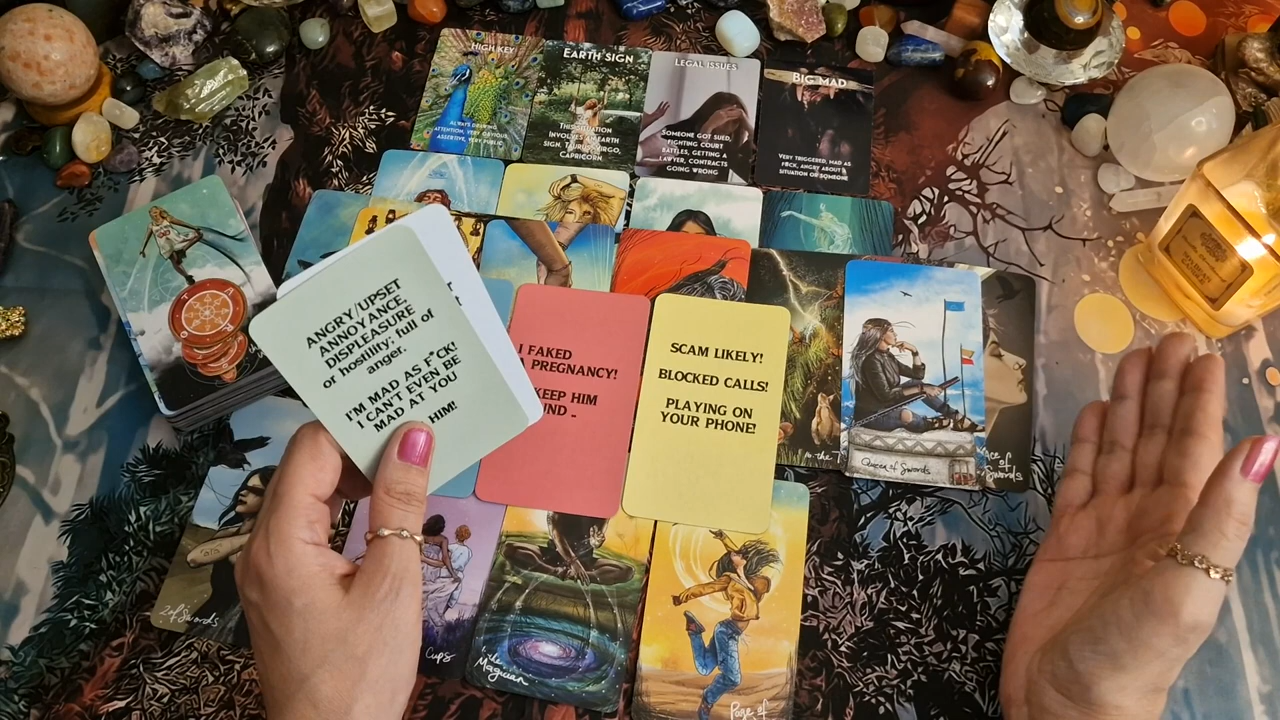 HIGH KEY
ALWAYS DRAWING
ATTENTION, VERY OBVIOUS,
ASSERTIVE, VERY PUBLIC
EARTH SIGN
THIS SITUATION
INVOLVES AN EARTH
SIGN. TAURUS, VIRGO,
CAPRICORN
LEGAL ISSUES
SOMEONE GOT SUED,
FIGHTING COURT
BATTLES, GETTING A
LAWYER, CONTRACTS
GOING WRONG
BIG MAD
VERY TRIGGERED, MAD AS
F@CK, ANGRY ABOUT A
SITUATION OR SOMEONE
ANGRY/UPSET
ANNOYANCE
DISPLEASURE
or hostility; full of
anger.
I'M MAD AS F*CK!
I CAN'T EVEN BE
MAD AT YOU
HIM!
I FAKED
A PREGNANCY!
KEEP HIM
SCAM LIKELY!
BLOCKED CALLS!
PLAYING ON
YOUR PHONE!
Queen of Swords
Ace of
Swords
2 of Swords
Cups
the
Magician
Page of